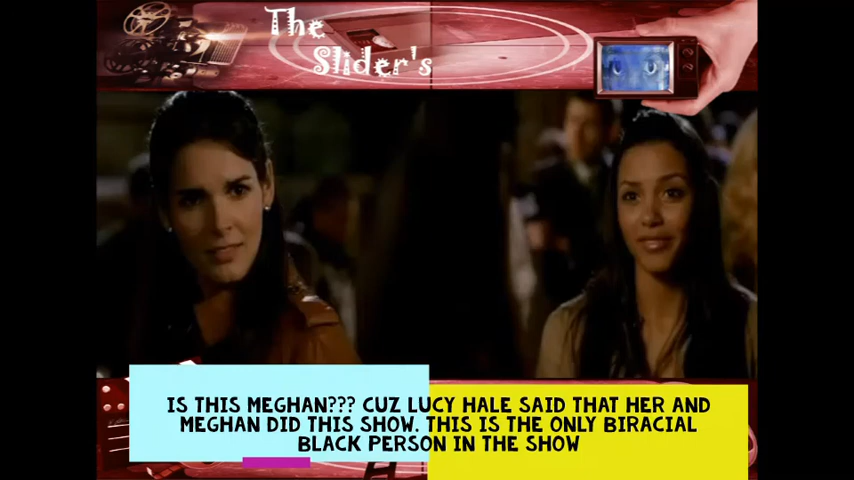 The
Slider's
IS THIS MEGHAN??? CUZ LUCY HALE SAID THAT HER AND
MEGHAN DID THIS SHOW. THIS IS THE ONLY BIRACIAL
BLACK PERSON IN THE SHOW